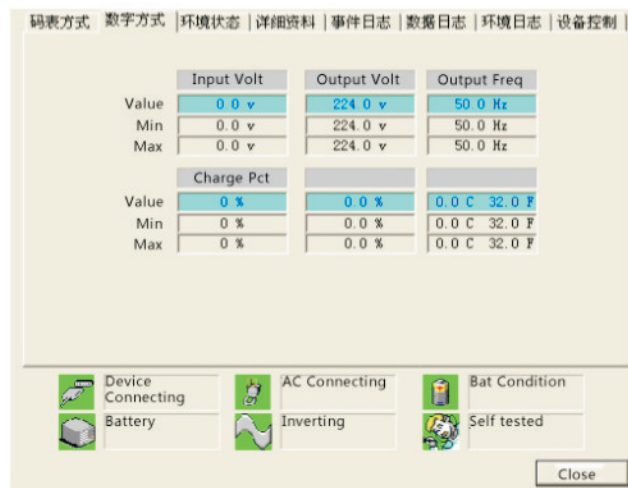 码表方式 数字方式 环境状态 详细资料 事件日志 数据日志 环境日志 设备控制
Input Volt Output Volt Output Freq
Value 0 0 v 224 0 v 50 0 Hz
Min 0.0 v 224.0 v 50.0 Hz
Max 0.0 v 224.0 v 50.0 Hz
Charge Pct
Value 0 % 0 0 % 0.0 C 32.0 F
Min 0 % 0.0 % 0.0 C 32.0 F
Max 0 % 0.0 % 0.0 C 32.0 F
Device Connecting AC Connecting Bat Condition
Battery Inverting Self tested
Close